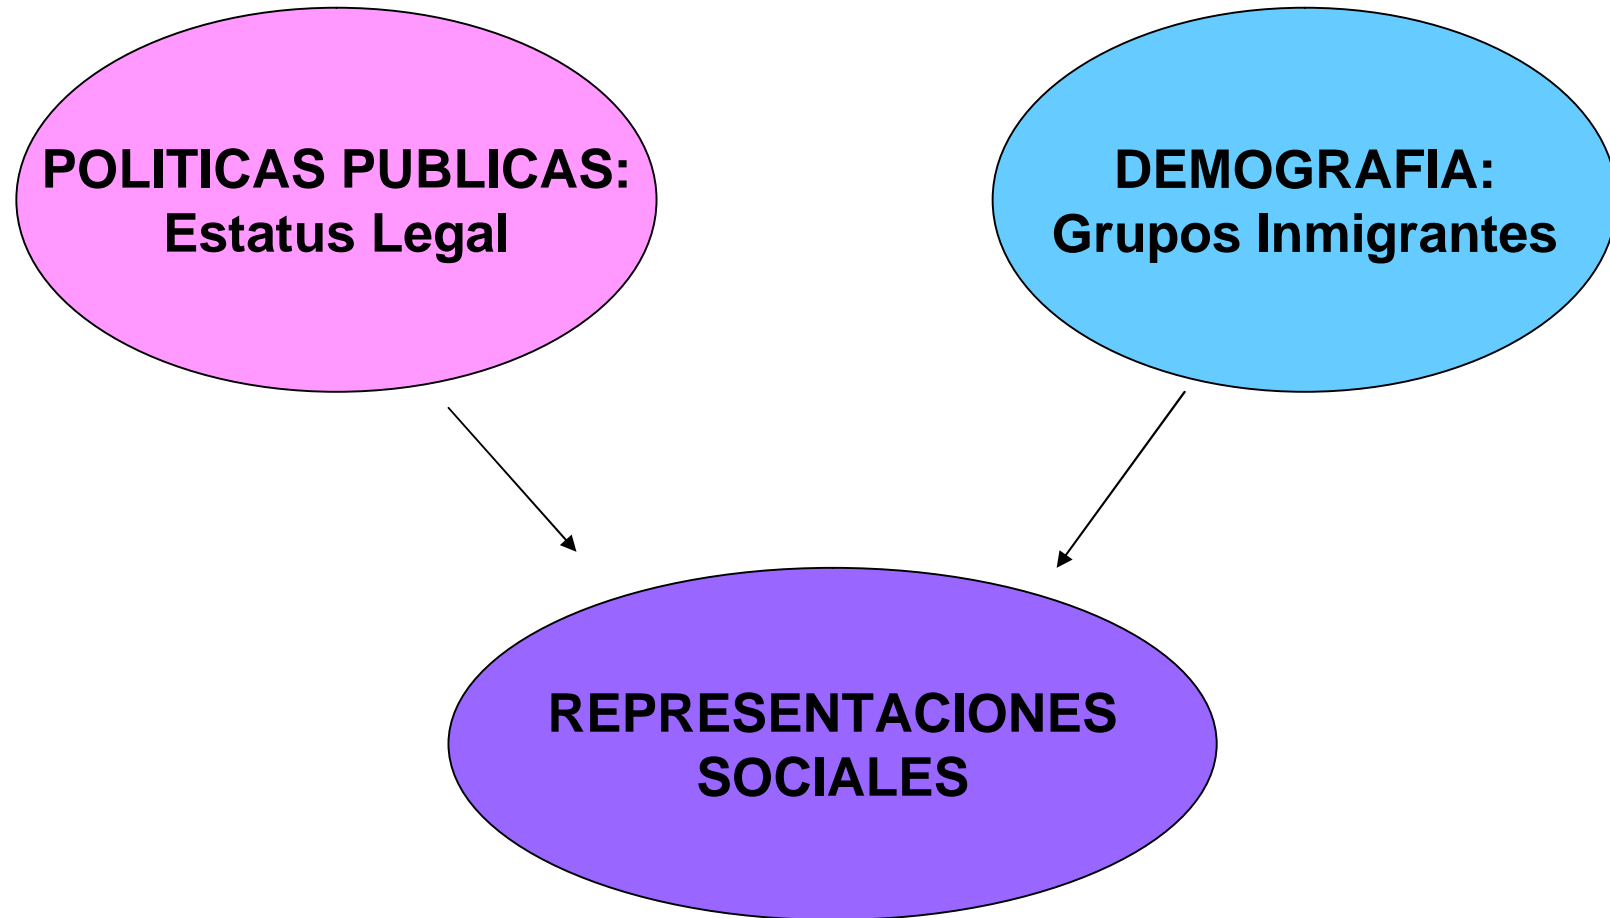 POLITICAS PUBLICAS:
Estatus Legal
DEMOGRAFIA:
Grupos Inmigrantes
REPRESENTACIONES
SOCIALES